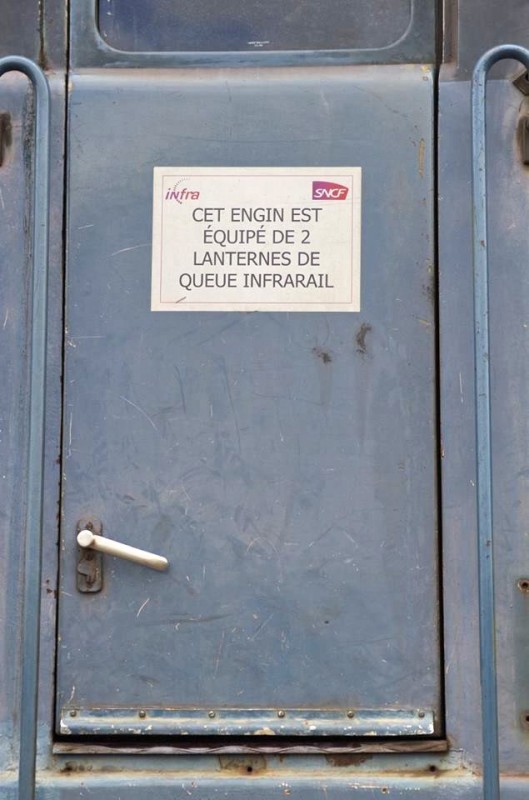 infra SNCF
CET ENGIN EST
ÉQUIPÉ DE 2
LANTERNES DE
QUEUE INFRARAIL